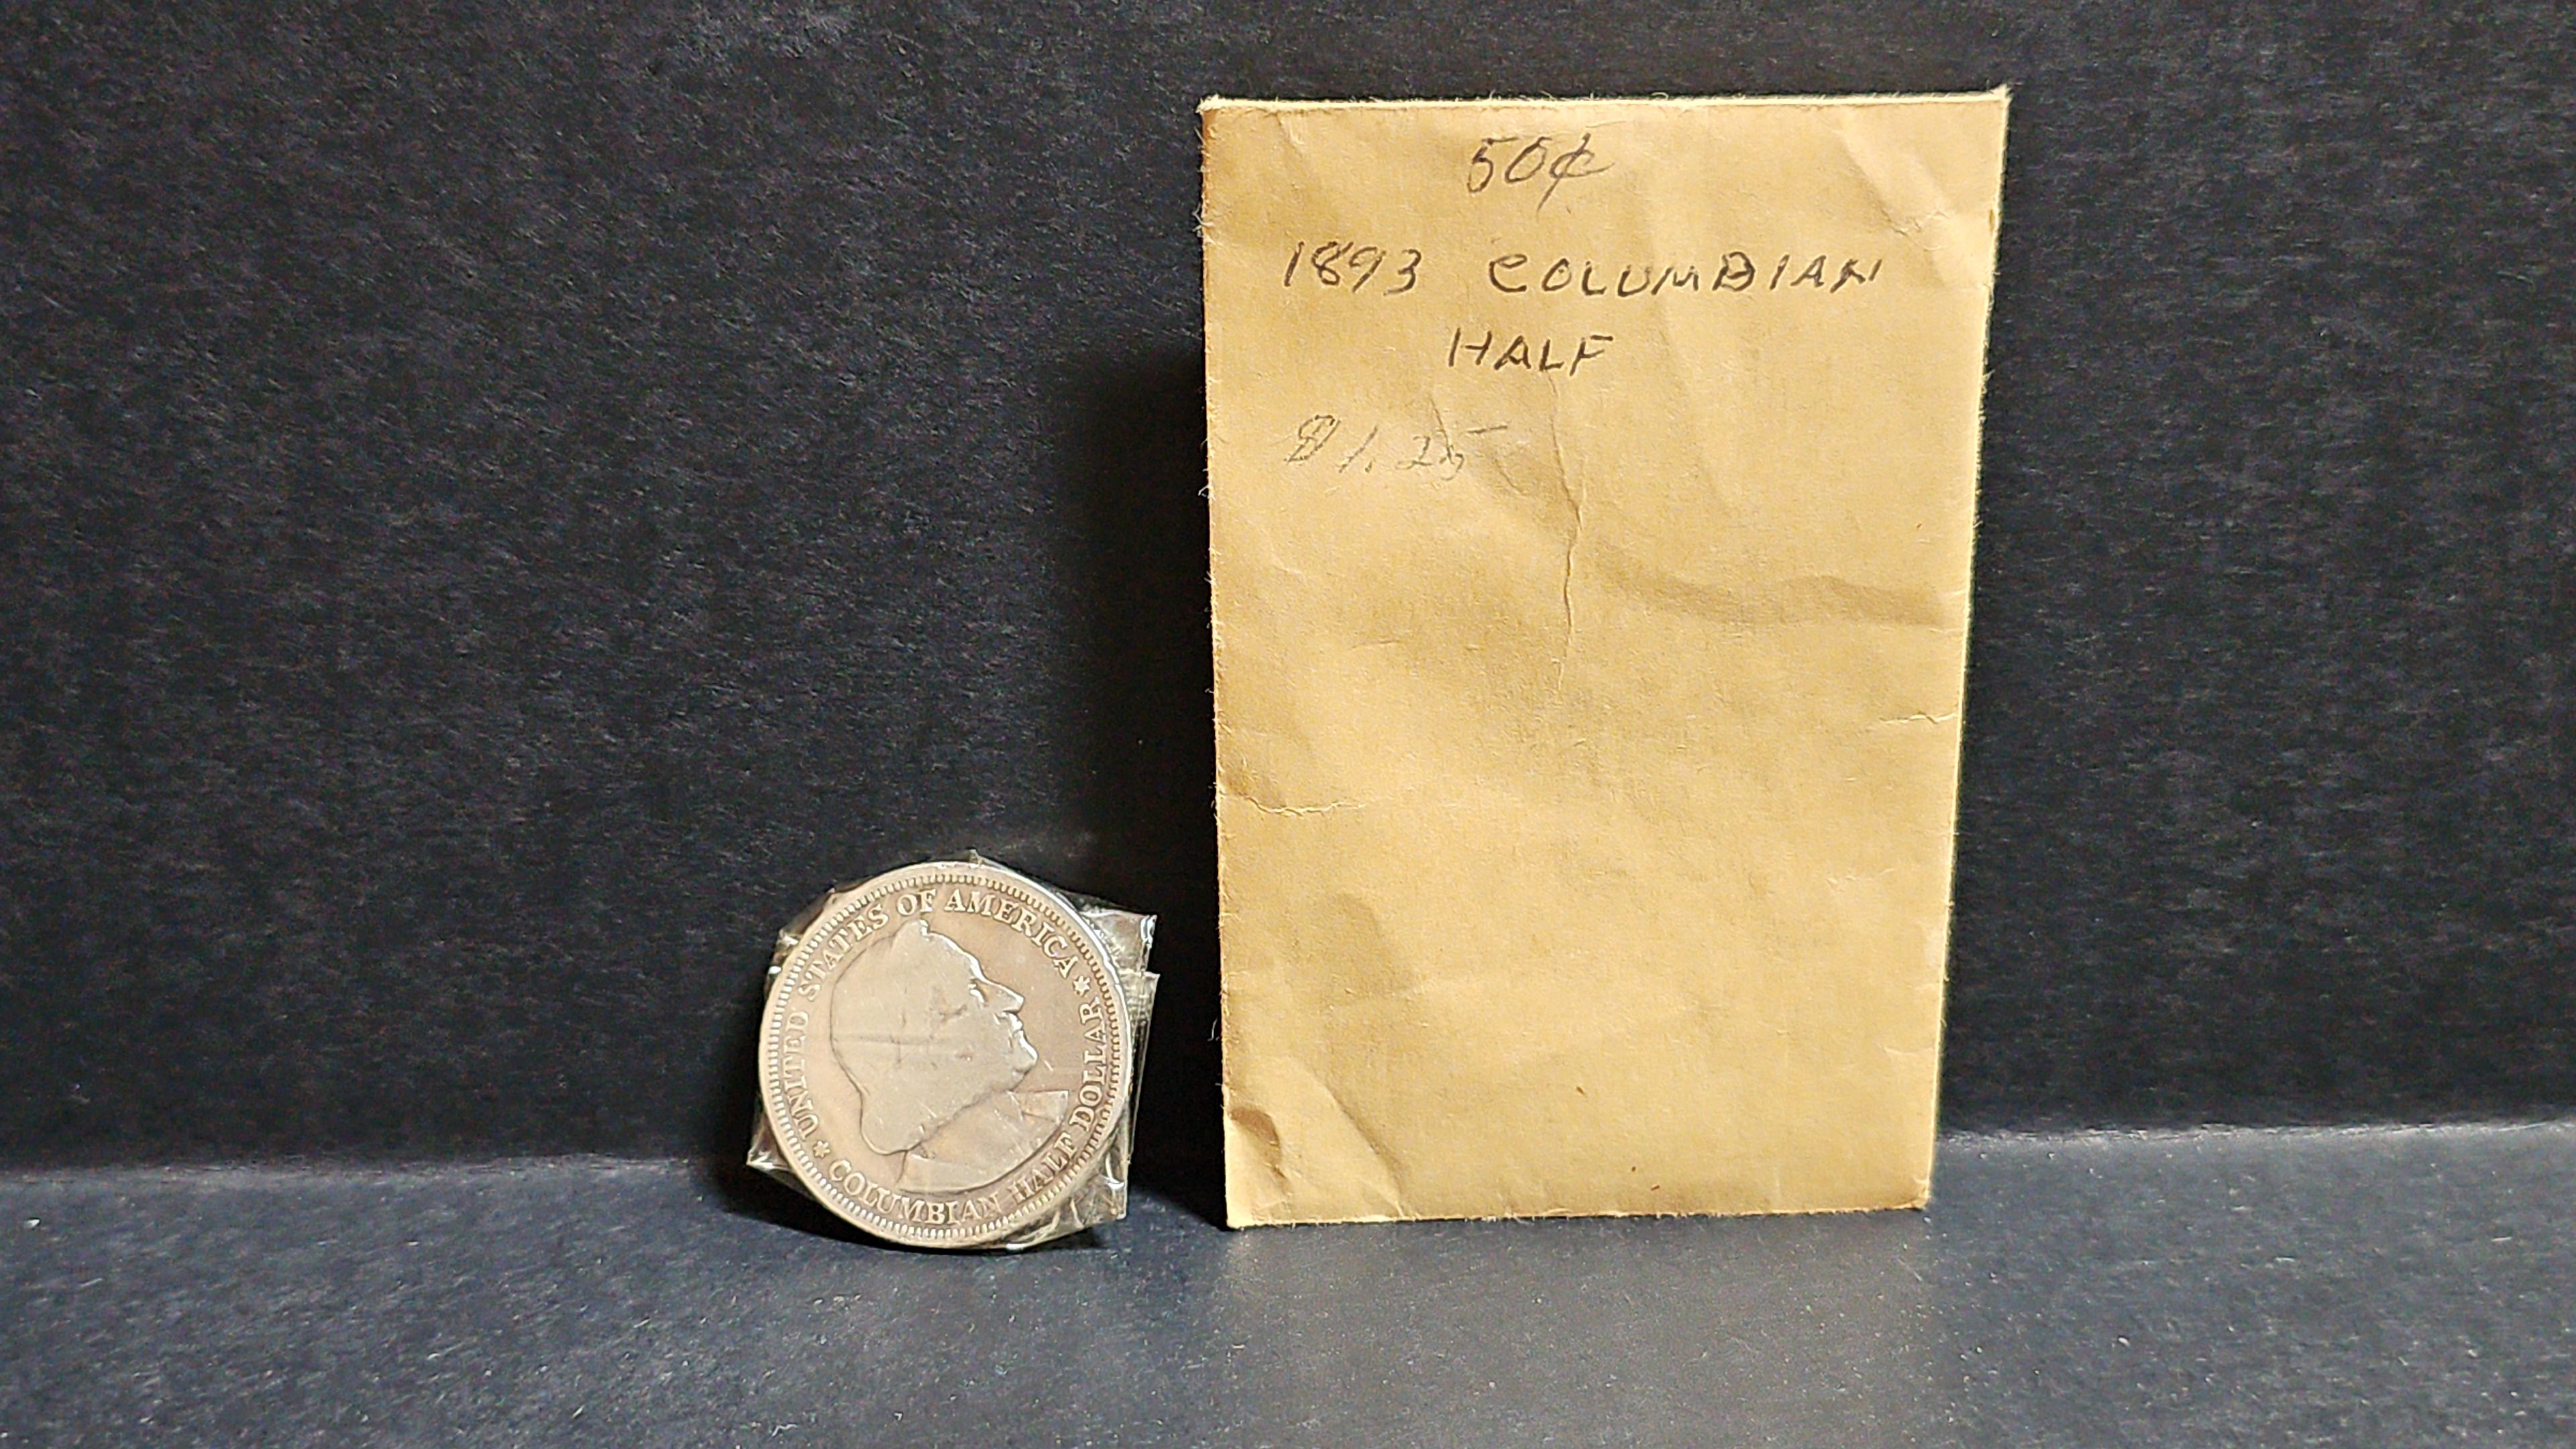 50¢
1893 COLUMBIAN
HALF
$1.25
UNITED STATES OF AMERICA
COLUMBIAN HALF DOLLAR